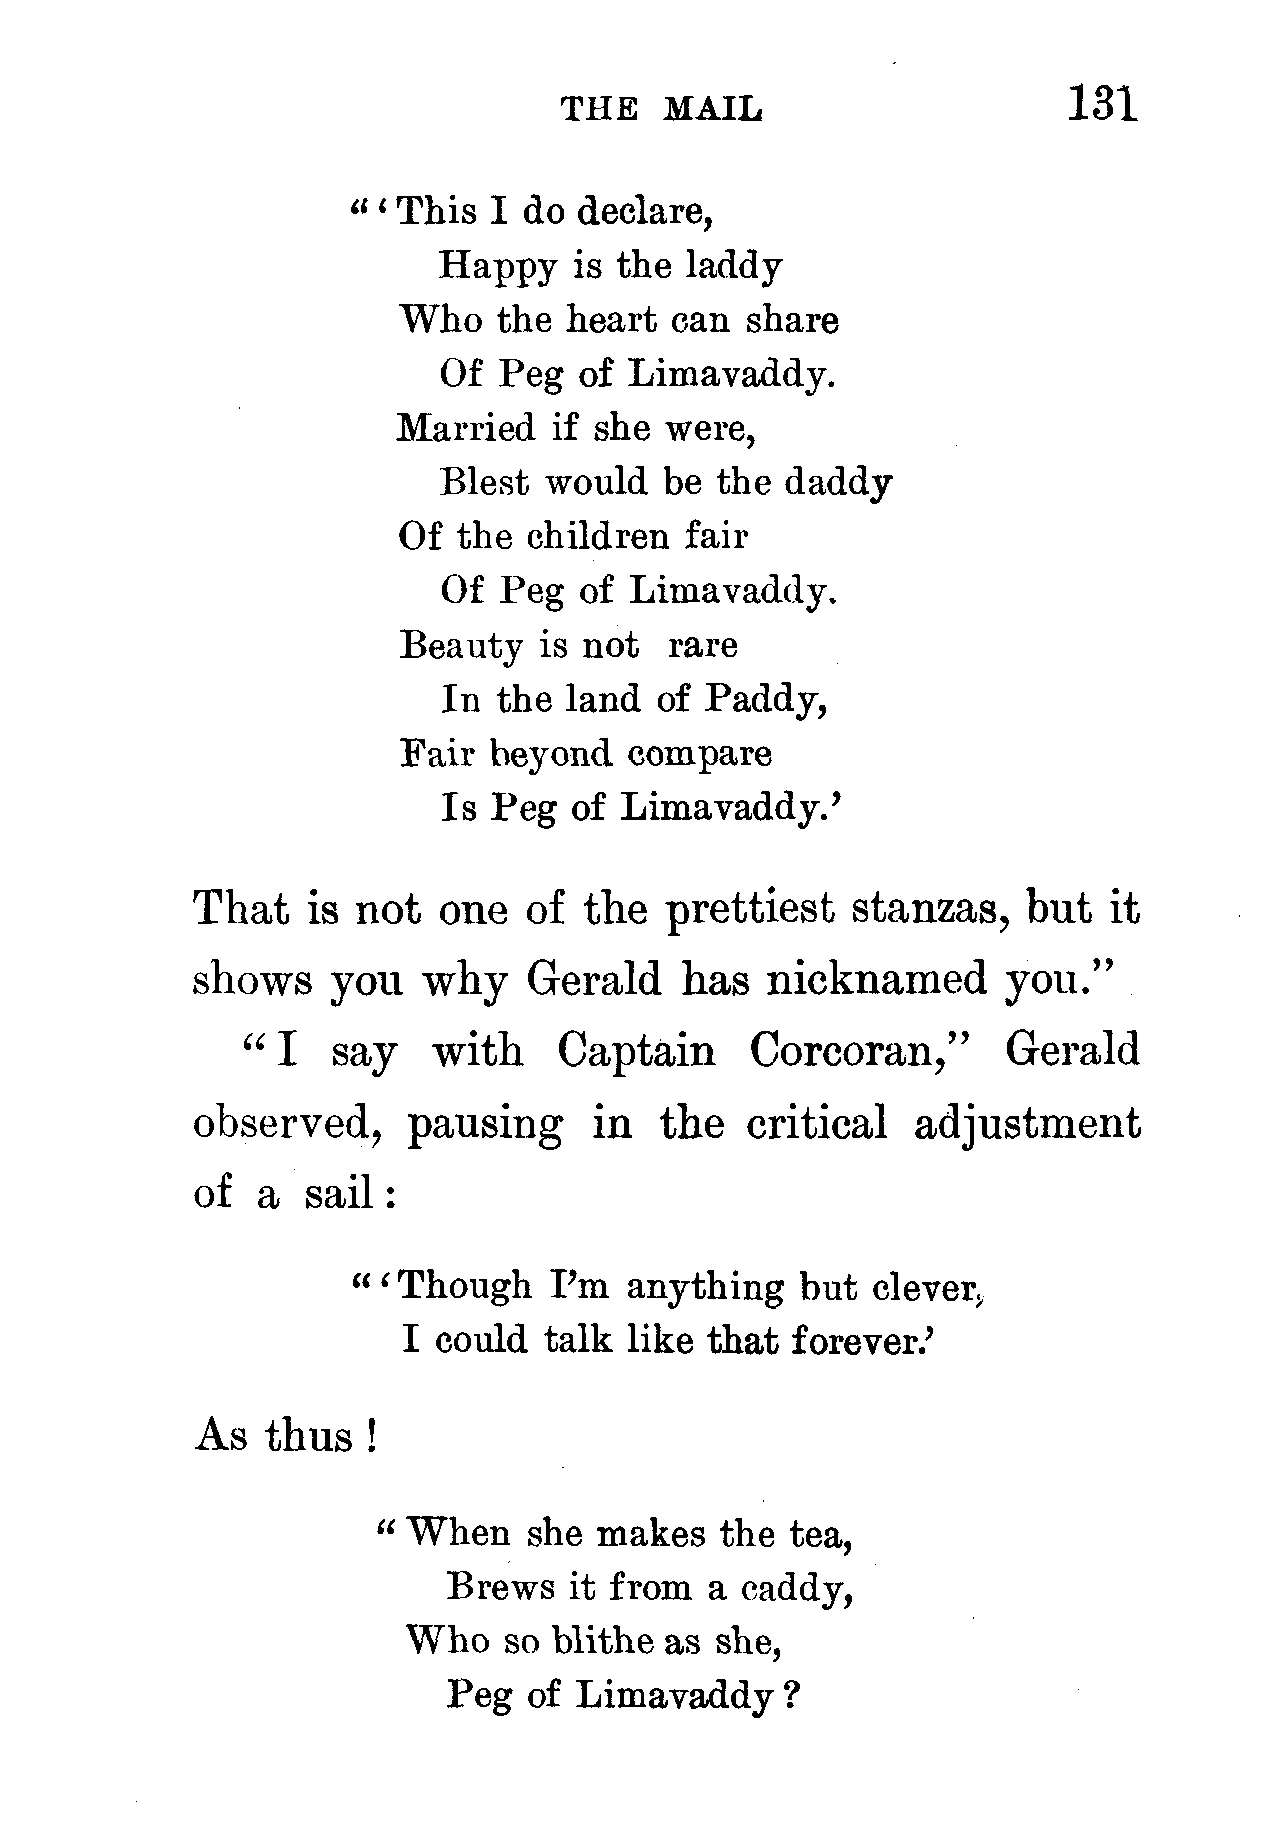 THE MAIL 131
“ ‘ This I do declare,
Happy is the laddy
Who the heart can share
Of Peg of Limavaddy.
Married if she were,
Blest would be the daddy
Of the children fair
Of Peg of Limavaddy.
Beauty is not rare
In the land of Paddy,
Fair beyond compare
Is Peg of Limavaddy.’
That is not one of the prettiest stanzas, but it
shows you why Gerald has nicknamed you.”
“ I say with Captain Corcoran,” Gerald
observed, pausing in the critical adjustment
of a sail :
“ ‘ Though I’m anything but clever,
I could talk like that forever.’
As thus !
“ When she makes the tea,
Brews it from a caddy,
Who so blithe as she,
Peg of Limavaddy ?